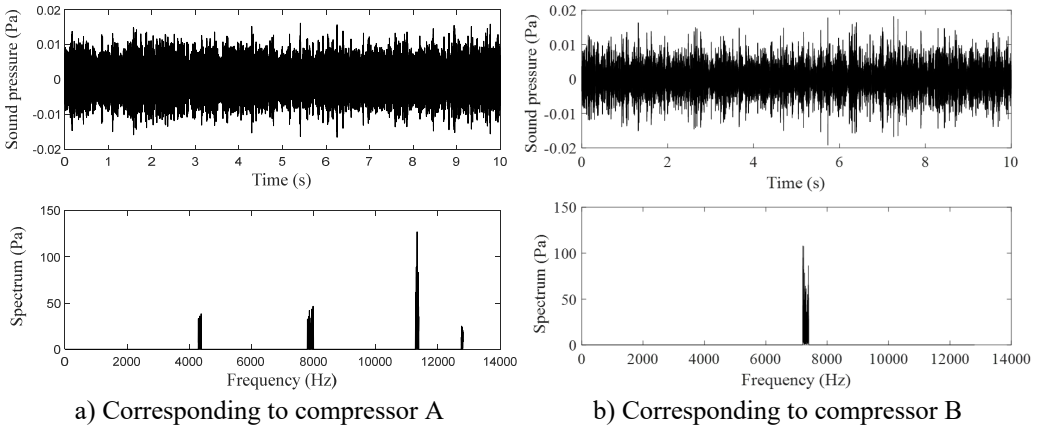 Sound pressure (Pa)
0.02
0.01
0
-0.01
-0.02
0 1 2 3 4 5 6 7 8 9 10
Time (s)
Sound pressure (Pa)
0.02
0.01
0
-0.01
-0.02
0 2 4 6 8 10
Time (s)
Spectrum (Pa)
150
100
50
0
0 2000 4000 6000 8000 10000 12000 14000
Frequency (Hz)
Spectrum (Pa)
150
100
50
0
0 2000 4000 6000 8000 10000 12000 14000
Frequency (Hz)
a) Corresponding to compressor A
b) Corresponding to compressor B